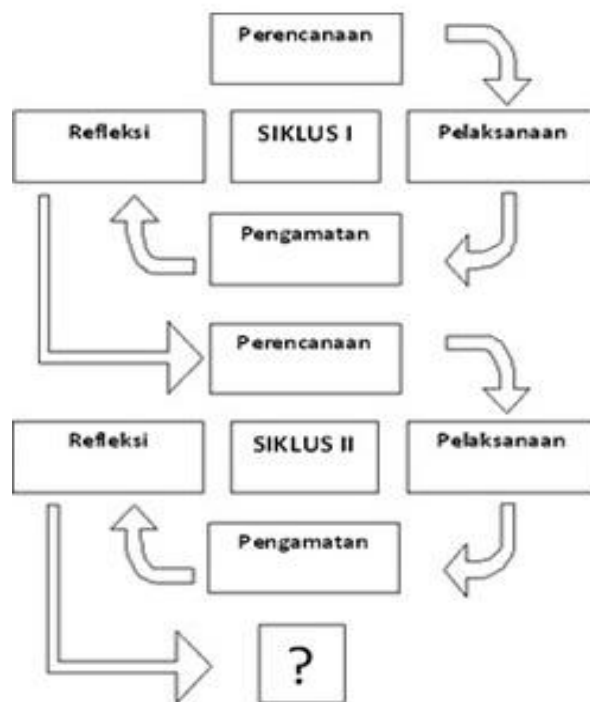 Perencanaan
Refleksi
SIKLUS I
Pelaksanaan
Pengamatan
Perencanaan
Refleksi
SIKLUS II
Pelaksanaan
Pengamatan
?